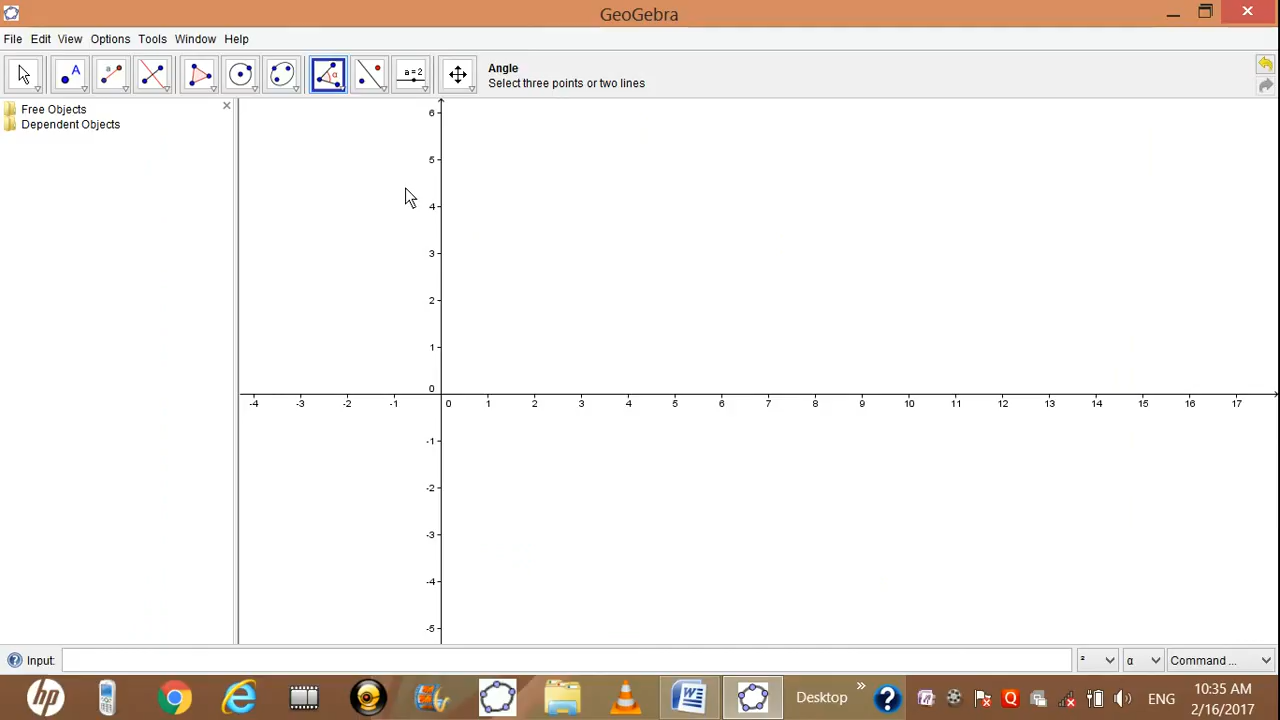 GeoGebra
File Edit View Options Tools Window Help
A
a
α
a = 2
Angle
Select three points or two lines
Free Objects
Dependent Objects
6
5
4
3
2
1
0
-4 -3 -2 -1 0 1 2 3 4 5 6 7 8 9 10 11 12 13 14 15 16 17
-1
-2
-3
-4
-5
Input: ² α Command ...
hp Desktop » ? Q ENG 10:35 AM
2/16/2017